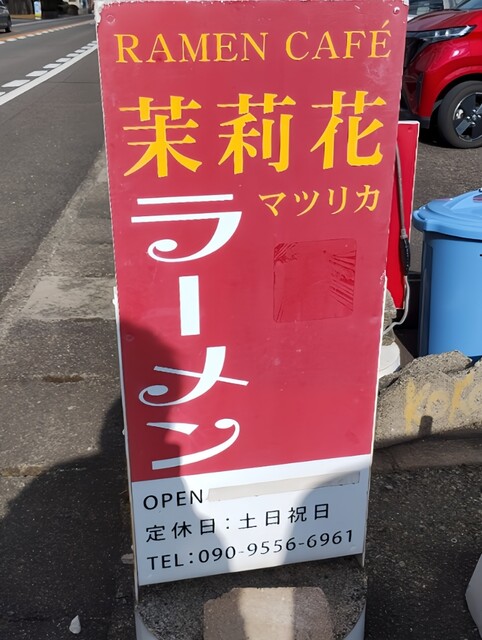 RAMEN CAFÉ
茉莉花
マツリカ
ラーメン
OPEN
定休日:土日祝日
TEL:090-9556-6961